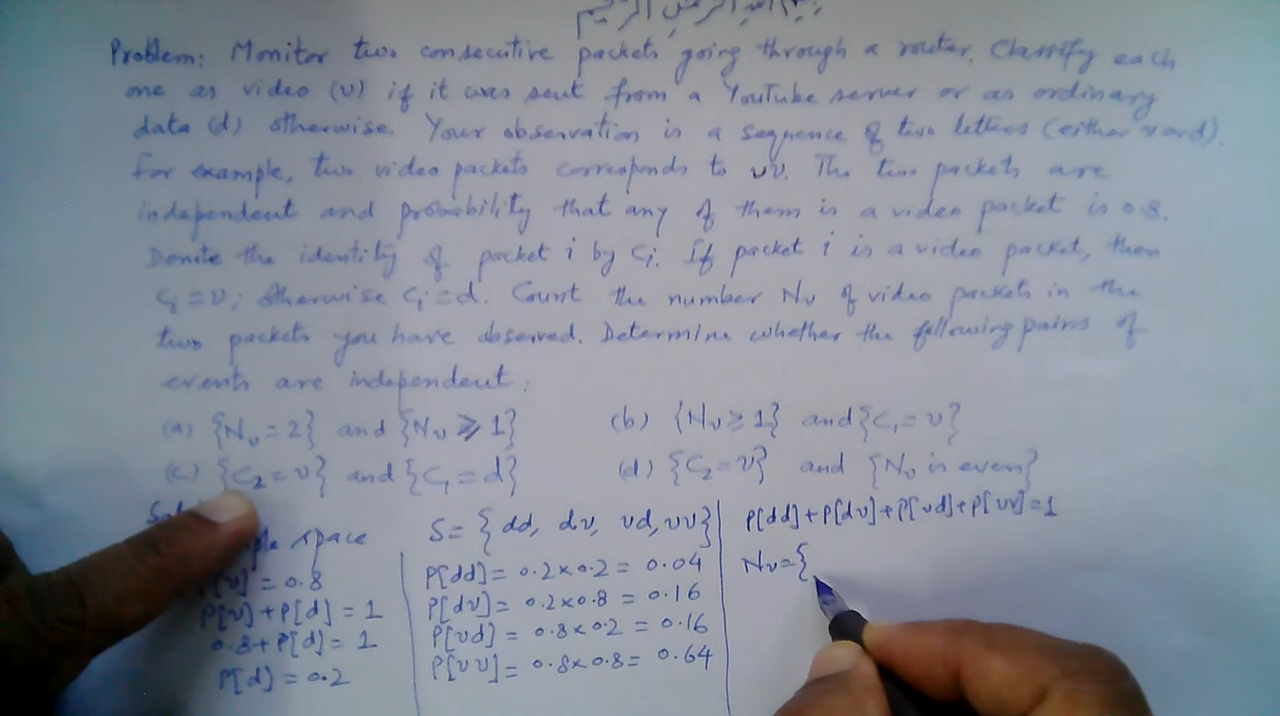 بسم الله الرحمن الرحيم
Problem: Monitor two consecutive packets going through a router. Classify each
one as video (v) if it was sent from a YouTube server or as ordinary
data (d) otherwise. Your observation is a sequence of two letters (either v or d).
For example, two video packets corresponds to vv. The two packets are
independent and probability that any of them is a video packet is 0.8.
Denote the identity of packet i by Ci. If packet i is a video packet, then
Ci = v; otherwise Ci = d. Count the number Nv of video packets in the
two packets you have observed. Determine whether the following pairs of
events are independent:
(a) {Nv = 2} and {Nv ≥ 1} (b) {Nv ≥ 1} and {C1 = v}
(c) {C2 = v} and {C1 = d} (d) {C2 = v} and {Nv is even}
space S = { dd, dv, vd, vv} P[dd]+P[dv]+P[vd]+P[vv]=1
[v] = 0.8 P[dd] = 0.2×0.2 = 0.04 Nv={
P[v] + P[d] = 1 P[dv] = 0.2×0.8 = 0.16
0.8 + P[d] = 1 P[vd] = 0.8×0.2 = 0.16
P[d] = 0.2 P[vv] = 0.8×0.8 = 0.64